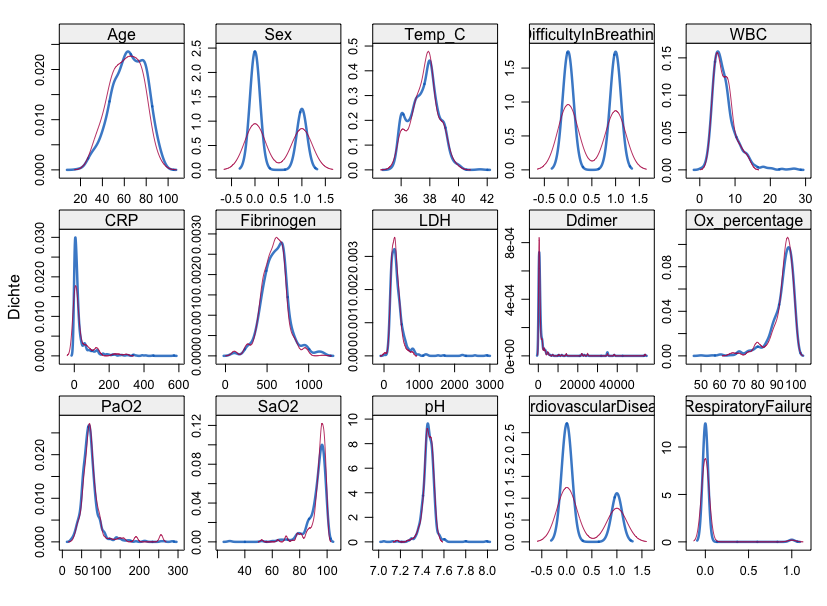 Age
Sex
Temp_C
ifficultyInBreathin
WBC
0.000 0.010 0.020
0.0 0.5 1.0 1.5 2.0 2.5
0.0 0.1 0.2 0.3 0.4 0.5
0.0 0.5 1.0 1.5
0.00 0.05 0.10 0.15
20 40 60 80 100
-0.5 0.0 0.5 1.0 1.5
36 38 40 42
-0.5 0.0 0.5 1.0 1.5
0 10 20 30
CRP
Fibrinogen
LDH
Ddimer
Ox_percentage
Dichte
0.000 0.010 0.020 0.030
0.0000 0.0010 0.0020 0.0030
0.000 0.001 0.002 0.003
0e+00 4e-04 8e-04
0.00 0.04 0.08
0 200 400 600
0 500 1000
0 1000 2000 3000
0 20000 40000
50 60 70 80 90 100
PaO2
SaO2
pH
rdiovascularDisea
RespiratoryFailure
0.000 0.010 0.020
0.00 0.04 0.08 0.12
0 2 4 6 8 10
0.0 0.5 1.0 1.5 2.0 2.5
0 5 10
0 50 100 200 300
40 60 80 100
7.0 7.2 7.4 7.6 7.8 8.0
-0.5 0.0 0.5 1.0 1.5
0.0 0.5 1.0